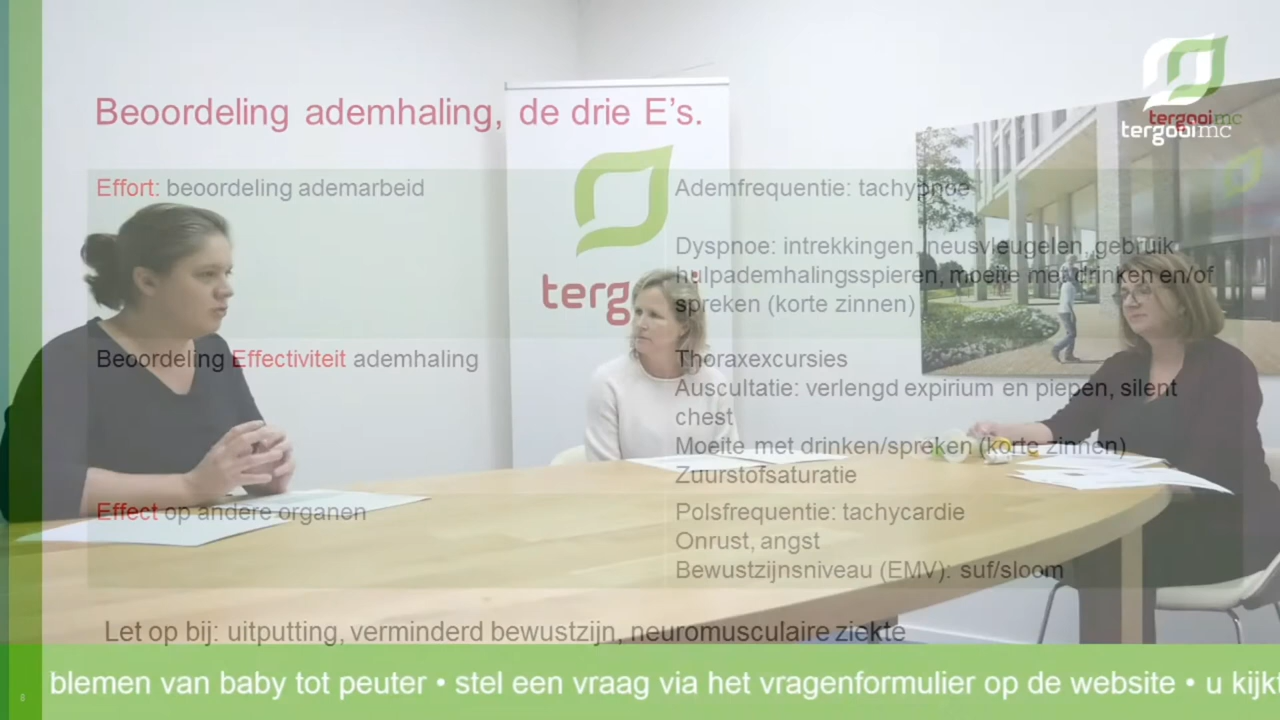 tergooimc
tergooimc
Beoordeling ademhaling, de drie E's.
Effort: beoordeling ademarbeid
Ademfrequentie: tachypnoe
Dyspnoe: intrekkingen, neusvleugelen, gebruik
hulpademhalingsspieren, moeite met drinken en/of
spreken (korte zinnen)
terg
Beoordeling Effectiviteit ademhaling
Thoraxexcursies
Auscultatie: verlengd expirium en piepen, silent
chest
Moeite met drinken/spreken (korte zinnen)
Zuurstofsaturatie
Effect op andere organen
Polsfrequentie: tachycardie
Onrust, angst
Bewustzijnsniveau (EMV): suf/sloom
Let op bij: uitputting, verminderd bewustzijn, neuromusculaire ziekte
6
blemen van baby tot peuter • stel een vraag via het vragenformulier op de website • u kijkt